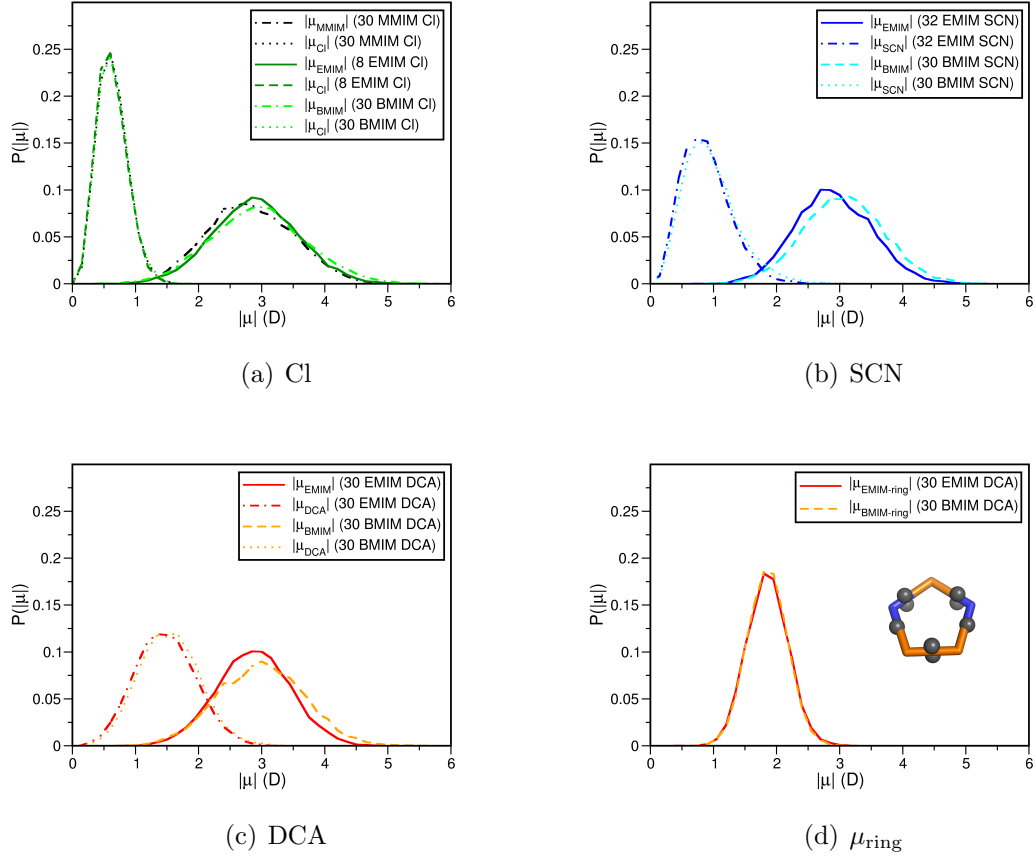 |μMMIM| (30 MMIM Cl)
|μCl| (30 MMIM Cl)
|μEMIM| (8 EMIM Cl)
|μCl| (8 EMIM Cl)
|μBMIM| (30 BMIM Cl)
|μCl| (30 BMIM Cl)
P(|μ|)
0.25
0.2
0.15
0.1
0.05
0
0 1 2 3 4 5 6
|μ| (D)
(a) Cl
|μEMIM| (32 EMIM SCN)
|μSCN| (32 EMIM SCN)
|μBMIM| (30 BMIM SCN)
|μSCN| (30 BMIM SCN)
P(|μ|)
0.25
0.2
0.15
0.1
0.05
0
0 1 2 3 4 5 6
|μ| (D)
(b) SCN
|μEMIM| (30 EMIM DCA)
|μDCA| (30 EMIM DCA)
|μBMIM| (30 BMIM DCA)
|μDCA| (30 BMIM DCA)
P(|μ|)
0.25
0.2
0.15
0.1
0.05
0
0 1 2 3 4 5 6
|μ| (D)
(c) DCA
|μEMIM-ring| (30 EMIM DCA)
|μBMIM-ring| (30 BMIM DCA)
P(|μ|)
0.25
0.2
0.15
0.1
0.05
0
0 1 2 3 4 5 6
|μ| (D)
(d) μring